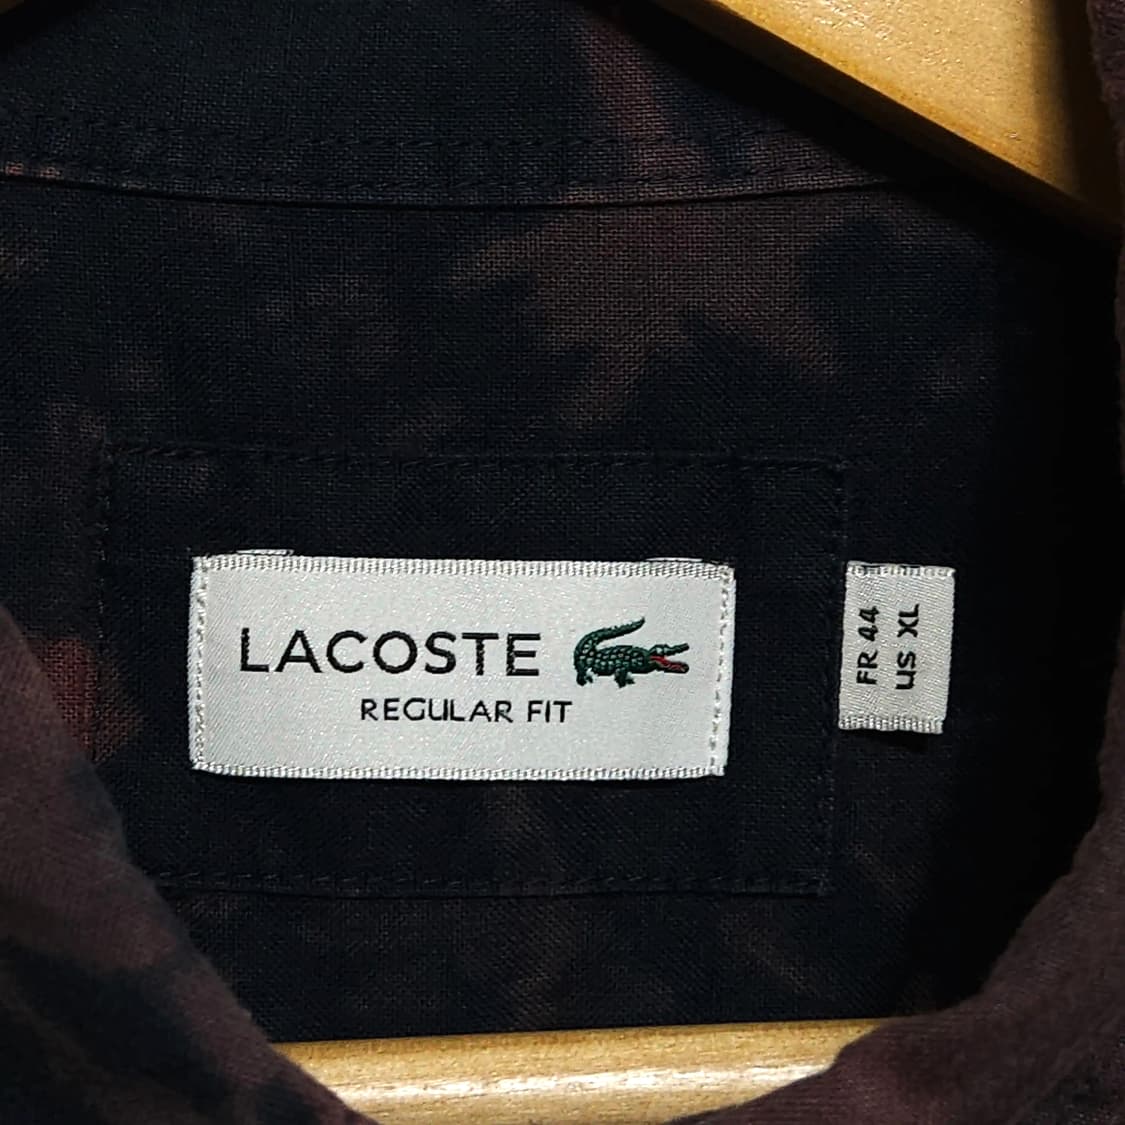 LACOSTE
REGULAR FIT
FR 44
US XL